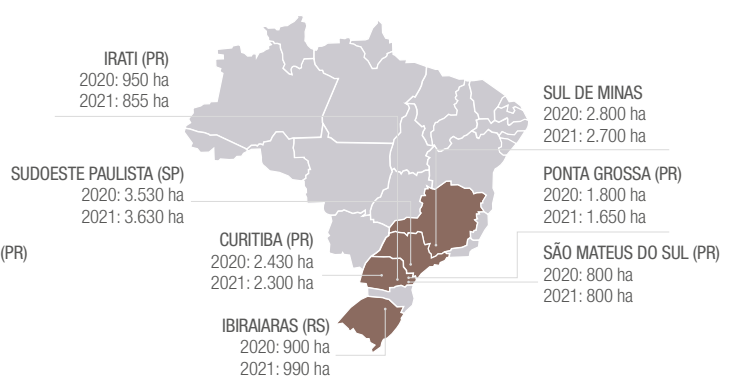 IRATI (PR)
2020: 950 ha
2021: 855 ha
SUL DE MINAS
2020: 2.800 ha
2021: 2.700 ha
SUDOESTE PAULISTA (SP)
2020: 3.530 ha
2021: 3.630 ha
PONTA GROSSA (PR)
2020: 1.800 ha
2021: 1.650 ha
(PR)
CURITIBA (PR)
2020: 2.430 ha
2021: 2.300 ha
SÃO MATEUS DO SUL (PR)
2020: 800 ha
2021: 800 ha
IBIRAIARAS (RS)
2020: 900 ha
2021: 990 ha